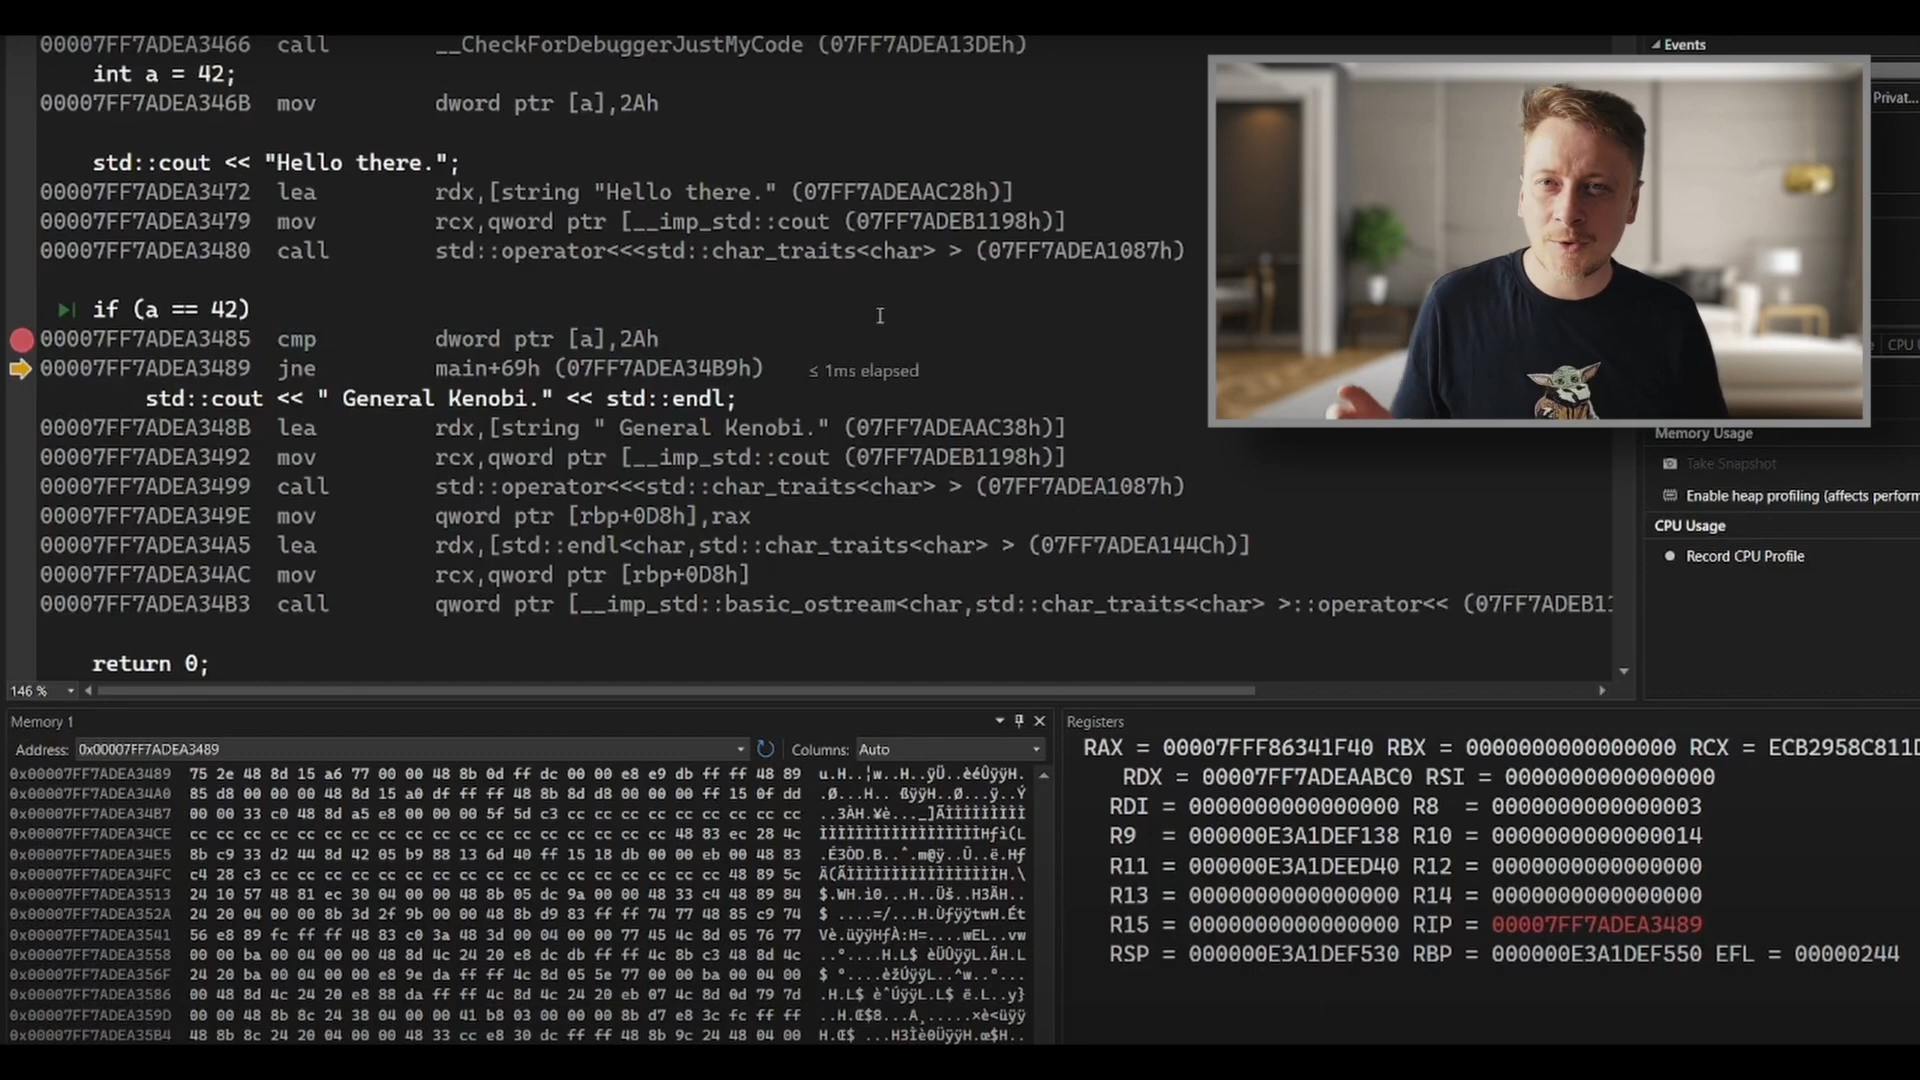 00007FF7ADEA3466 call __CheckForDebuggerJustMyCode (07FF7ADEA13DEh)
int a = 42;
00007FF7ADEA346B mov dword ptr [a],2Ah
std::cout << "Hello there.";
00007FF7ADEA3472 lea rdx,[string "Hello there." (07FF7ADEAAC28h)]
00007FF7ADEA3479 mov rcx,qword ptr [__imp_std::cout (07FF7ADEB1198h)]
00007FF7ADEA3480 call std::operator<<<std::char_traits<char> > (07FF7ADEA1087h)
if (a == 42)
00007FF7ADEA3485 cmp dword ptr [a],2Ah
00007FF7ADEA3489 jne main+69h (07FF7ADEA34B9h) ≤ 1ms elapsed
std::cout << " General Kenobi." << std::endl;
00007FF7ADEA348B lea rdx,[string " General Kenobi." (07FF7ADEAAC38h)]
00007FF7ADEA3492 mov rcx,qword ptr [__imp_std::cout (07FF7ADEB1198h)]
00007FF7ADEA3499 call std::operator<<<std::char_traits<char> > (07FF7ADEA1087h)
00007FF7ADEA349E mov qword ptr [rbp+0D8h],rax
00007FF7ADEA34A5 lea rdx,[std::endl<char,std::char_traits<char> > (07FF7ADEA144Ch)]
00007FF7ADEA34AC mov rcx,qword ptr [rbp+0D8h]
00007FF7ADEA34B3 call qword ptr [__imp_std::basic_ostream<char,std::char_traits<char> >::operator<< (07FF7ADEB11
return 0;
146 %
Events
Privat...
CPU U
Memory Usage
Take Snapshot
Enable heap profiling (affects perform
CPU Usage
Record CPU Profile
Memory 1
Address: 0x00007FF7ADEA3489 Columns: Auto
0x00007FF7ADEA3489 75 2e 48 8d 15 a6 77 00 00 48 8b 0d ff dc 00 00 e8 e9 db ff ff 48 89
0x00007FF7ADEA34A0 85 d8 00 00 00 48 8d 15 a0 df ff ff 48 8b 8d d8 00 00 00 ff 15 0f dd
0x00007FF7ADEA34B7 00 00 33 c0 48 8d a5 e8 00 00 00 5f 5d c3 cc cc cc cc cc cc cc cc cc
0x00007FF7ADEA34CE cc cc cc cc cc cc cc cc cc cc cc cc cc cc cc cc cc cc 48 83 ec 28 4c
0x00007FF7ADEA34E5 8b c9 33 d2 44 8d 42 05 b9 88 13 6d 40 ff 15 18 db 00 00 eb 00 48 83
0x00007FF7ADEA34FC c4 28 c3 cc cc cc cc cc cc cc cc cc cc cc cc cc cc cc cc cc 48 89 5c
0x00007FF7ADEA3513 24 10 57 48 81 ec 30 04 00 00 48 8b 05 dc 9a 00 00 48 33 c4 48 89 84
0x00007FF7ADEA352A 24 20 04 00 00 8b 3d 2f 9b 00 00 48 8b d9 83 ff ff 74 77 48 85 c9 74
0x00007FF7ADEA3541 56 e8 89 fc ff ff 48 83 c0 3a 48 3d 00 04 00 00 77 45 4c 8d 05 76 77
0x00007FF7ADEA3558 00 00 ba 00 04 00 00 48 8d 4c 24 20 e8 dc db ff ff 4c 8b c3 48 8d 4c
0x00007FF7ADEA356F 24 20 ba 00 04 00 00 e8 9e da ff ff 4c 8d 05 5e 77 00 00 ba 00 04 00
0x00007FF7ADEA3586 00 48 8d 4c 24 20 e8 88 da ff ff 4c 8d 4c 24 20 eb 07 4c 8d 0d 79 7d
0x00007FF7ADEA359D 00 00 48 8b 8c 24 38 04 00 00 41 b8 03 00 00 00 8b d7 e8 3c fc ff ff
0x00007FF7ADEA35B4 48 8b 8c 24 20 04 00 00 48 33 cc e8 30 dc ff ff 48 8b 9c 24 48 04 00
Registers
RAX = 00007FFF86341F40 RBX = 0000000000000000 RCX = ECB2958C811D
RDX = 00007FF7ADEAABC0 RSI = 0000000000000000
RDI = 0000000000000000 R8 = 0000000000000003
R9 = 000000E3A1DEF138 R10 = 0000000000000014
R11 = 000000E3A1DEED40 R12 = 0000000000000000
R13 = 0000000000000000 R14 = 0000000000000000
R15 = 0000000000000000 RIP = 00007FF7ADEA3489
RSP = 000000E3A1DEF530 RBP = 000000E3A1DEF550 EFL = 00000244